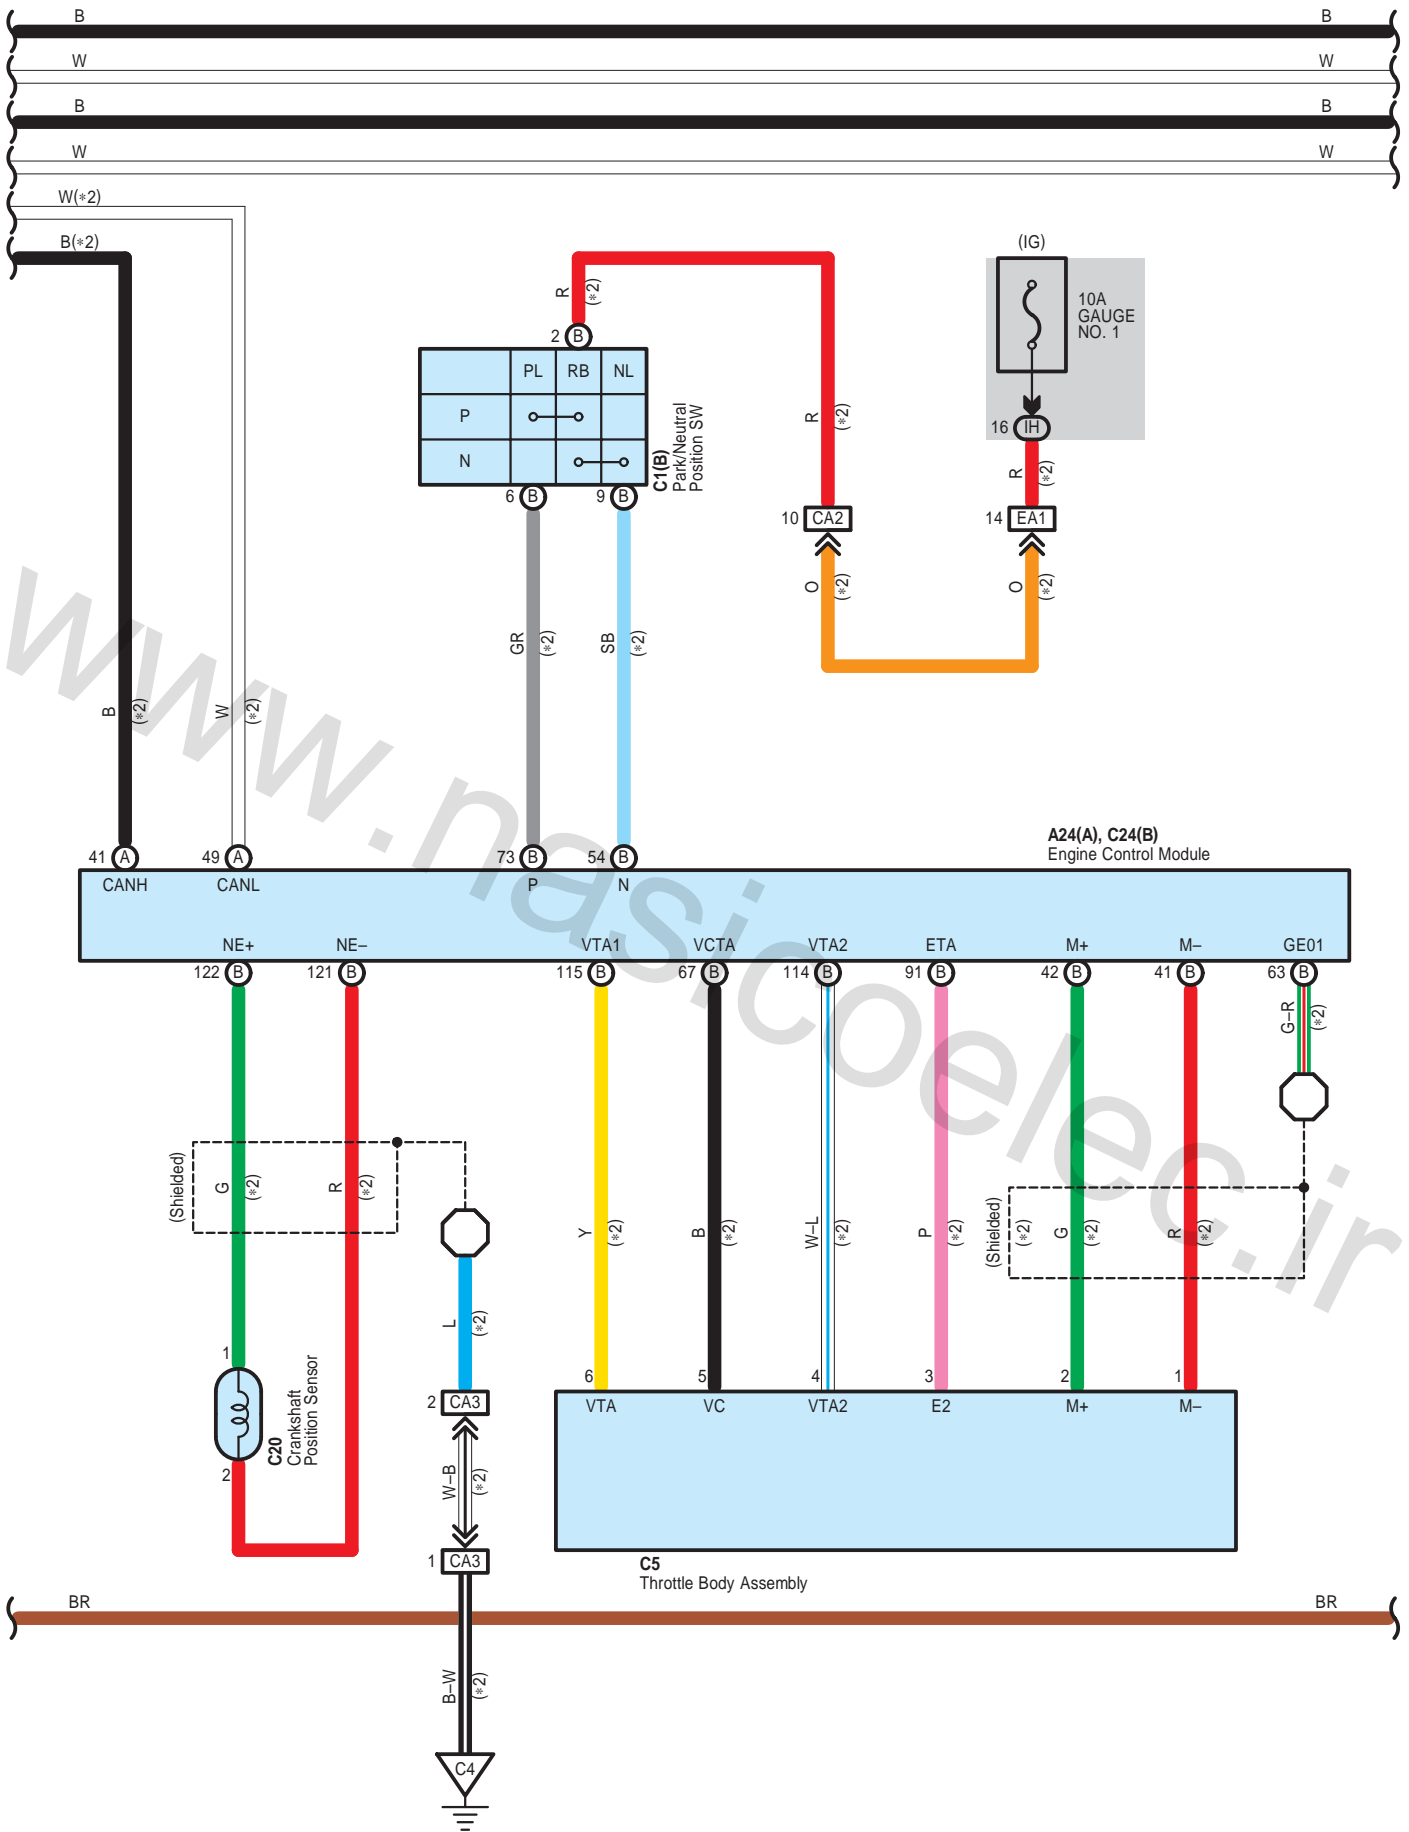 B B
W W
B B
W W
W(*2)
B(*2)
(IG)
10A
GAUGE
NO. 1
R (*2)
2 B
PL RB NL
P
N
C1(B)
Park/Neutral
Position SW
R (*2)
16 IH
R (*2)
6 B 9 B
10 CA2 14 EA1
O (*2) O (*2)
GR (*2) SB (*2)
B (*2) W (*2)
www.nasicoelec.ir
A24(A), C24(B)
Engine Control Module
41 A 49 A 73 B 54 B
CANH CANL P N
NE+ NE– VTA1 VCTA VTA2 ETA M+ M– GE01
122 B 121 B 115 B 67 B 114 B 91 B 42 B 41 B 63 B
G–R (*2)
(Shielded) G (*2) R (*2)
Y (*2) B (*2) W–L (*2) P (*2) (Shielded) (*2) G (*2) R (*2)
L (*2)
1 6 5 4 3 2 1
2 CA3 VTA VC VTA2 E2 M+ M–
C20
Crankshaft
Position Sensor
2
W–B (*2)
1 CA3
C5
Throttle Body Assembly
BR BR
B–W (*2)
C4